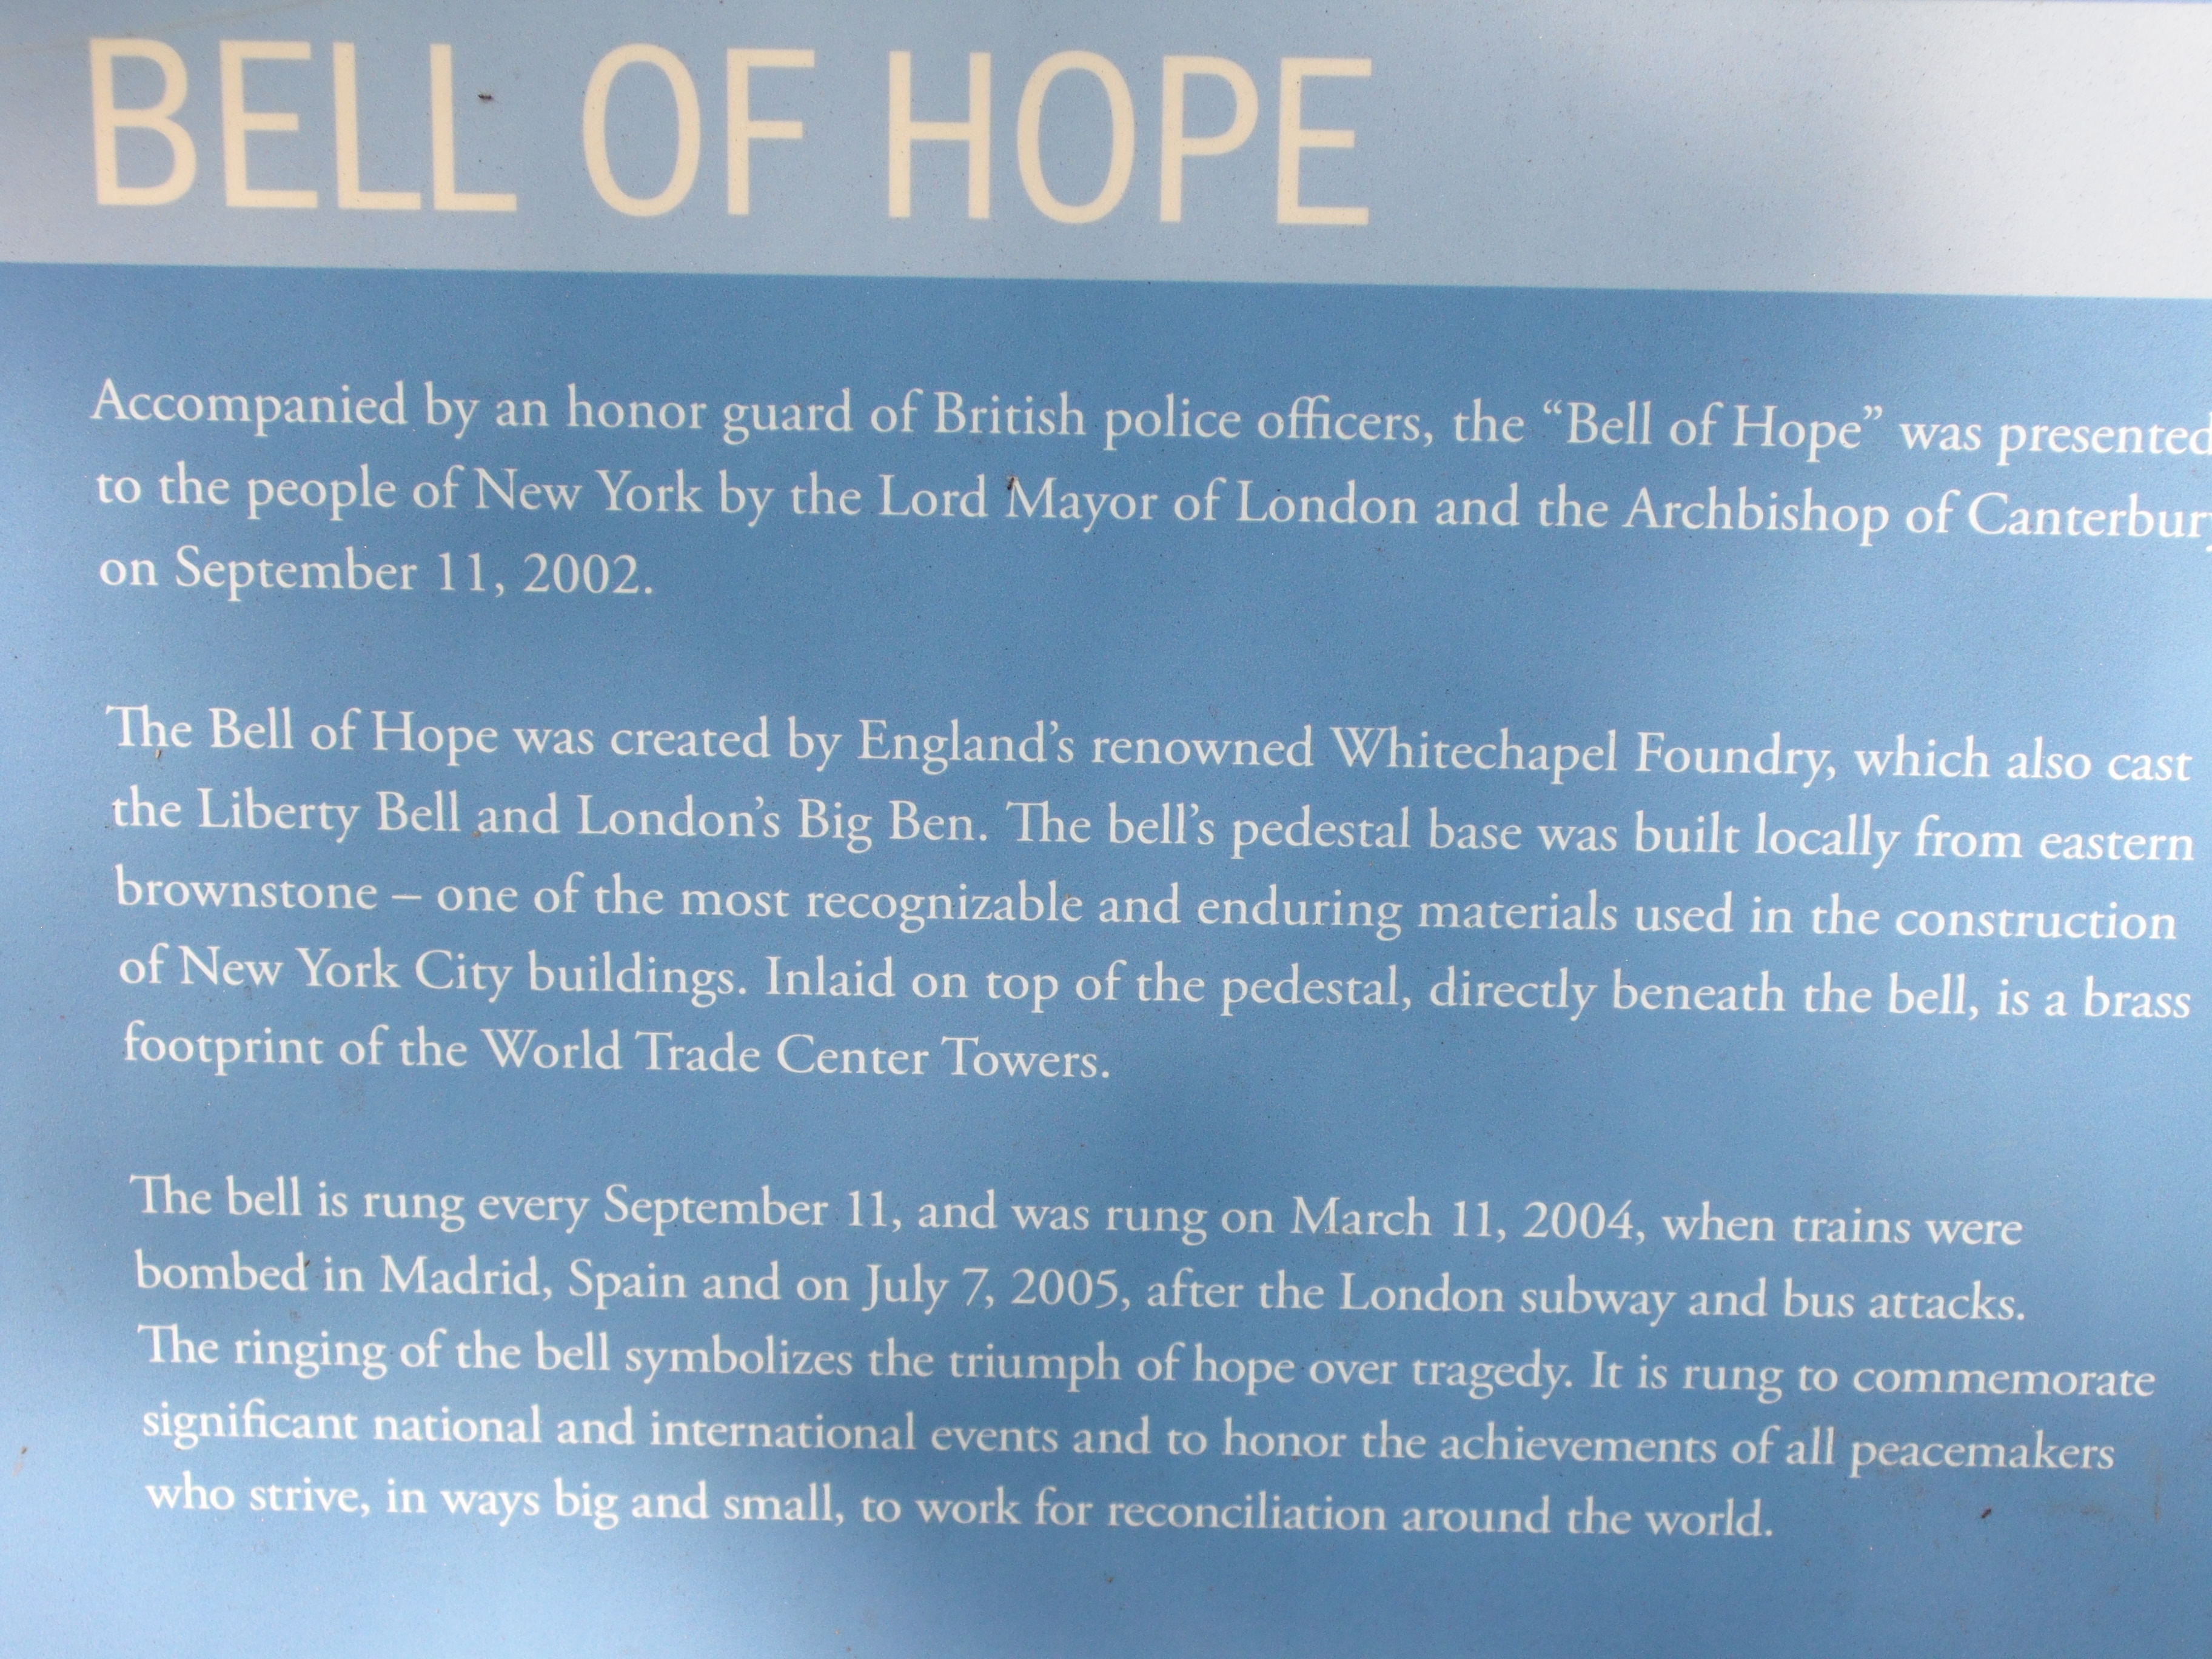 BELL OF HOPE
Accompanied by an honor guard of British police officers, the “Bell of Hope” was presented
to the people of New York by the Lord Mayor of London and the Archbishop of Canterbury
on September 11, 2002.
The Bell of Hope was created by England’s renowned Whitechapel Foundry, which also cast
the Liberty Bell and London’s Big Ben. The bell’s pedestal base was built locally from eastern
brownstone – one of the most recognizable and enduring materials used in the construction
of New York City buildings. Inlaid on top of the pedestal, directly beneath the bell, is a brass
footprint of the World Trade Center Towers.
The bell is rung every September 11, and was rung on March 11, 2004, when trains were
bombed in Madrid, Spain and on July 7, 2005, after the London subway and bus attacks.
The ringing of the bell symbolizes the triumph of hope over tragedy. It is rung to commemorate
significant national and international events and to honor the achievements of all peacemakers
who strive, in ways big and small, to work for reconciliation around the world.